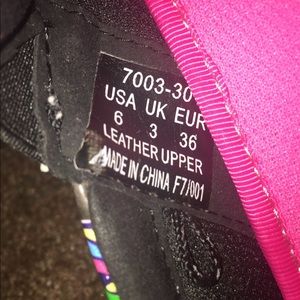 7003-30
USA UK EUR
6 3 36
LEATHER UPPER
MADE IN CHINA F7/001